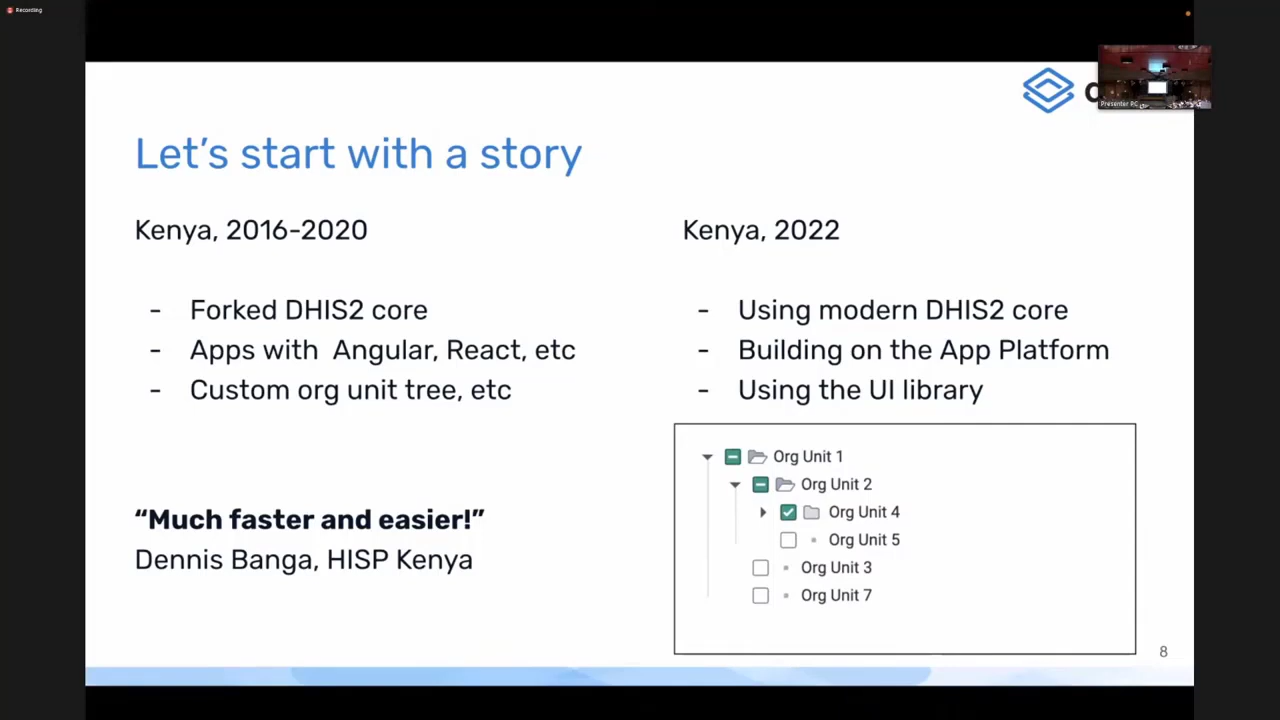 Recording
Presenter PC
Let's start with a story
Kenya, 2016-2020
- Forked DHIS2 core
- Apps with Angular, React, etc
- Custom org unit tree, etc
"Much faster and easier!"
Dennis Banga, HISP Kenya
Kenya, 2022
- Using modern DHIS2 core
- Building on the App Platform
- Using the UI library
Org Unit 1
Org Unit 2
Org Unit 4
Org Unit 5
Org Unit 3
Org Unit 7
8